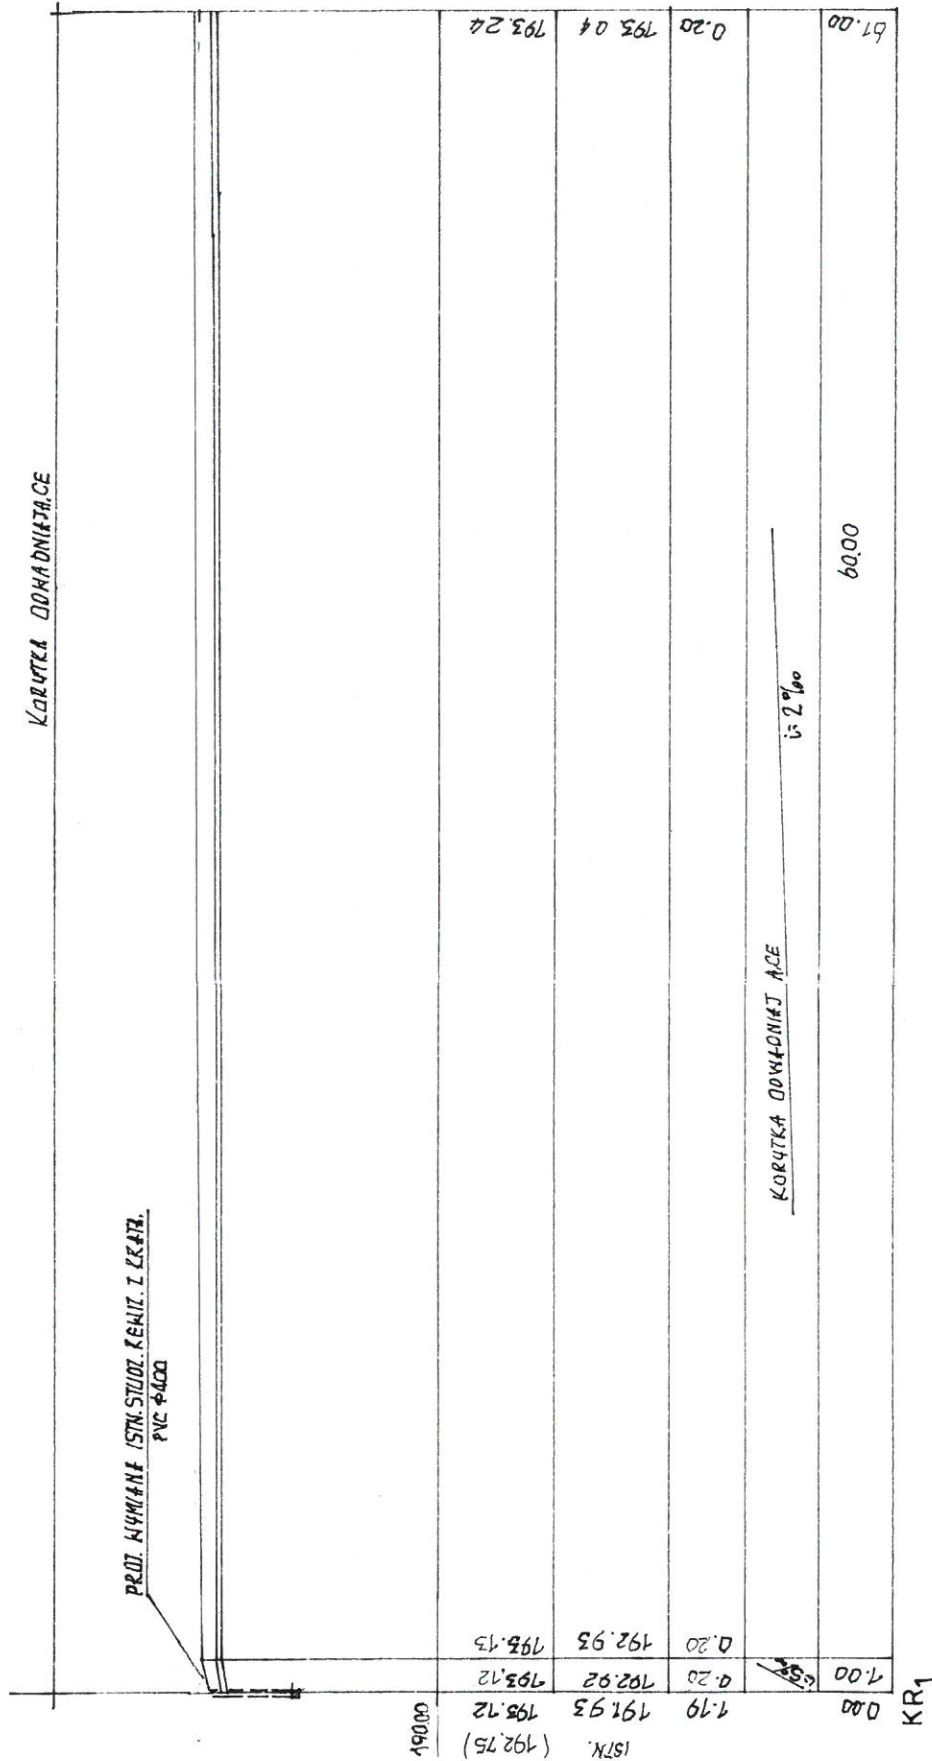 KORYTKA ODWADNIAJĄCE
PROJ. WYMIANA ISTN. STUDZ. REWIZ. Z KRATĄ.
PVC ϕ400
190.00
ISTN.
(192.75)
193.12
193.12
193.13
193.24
191.93
192.92
192.93
193.04
1.19
0.20
0.20
0.20
KORYTKA ODWADNIAJĄCE
i=2‰
0.00
1.00
60.00
61.00
KR1